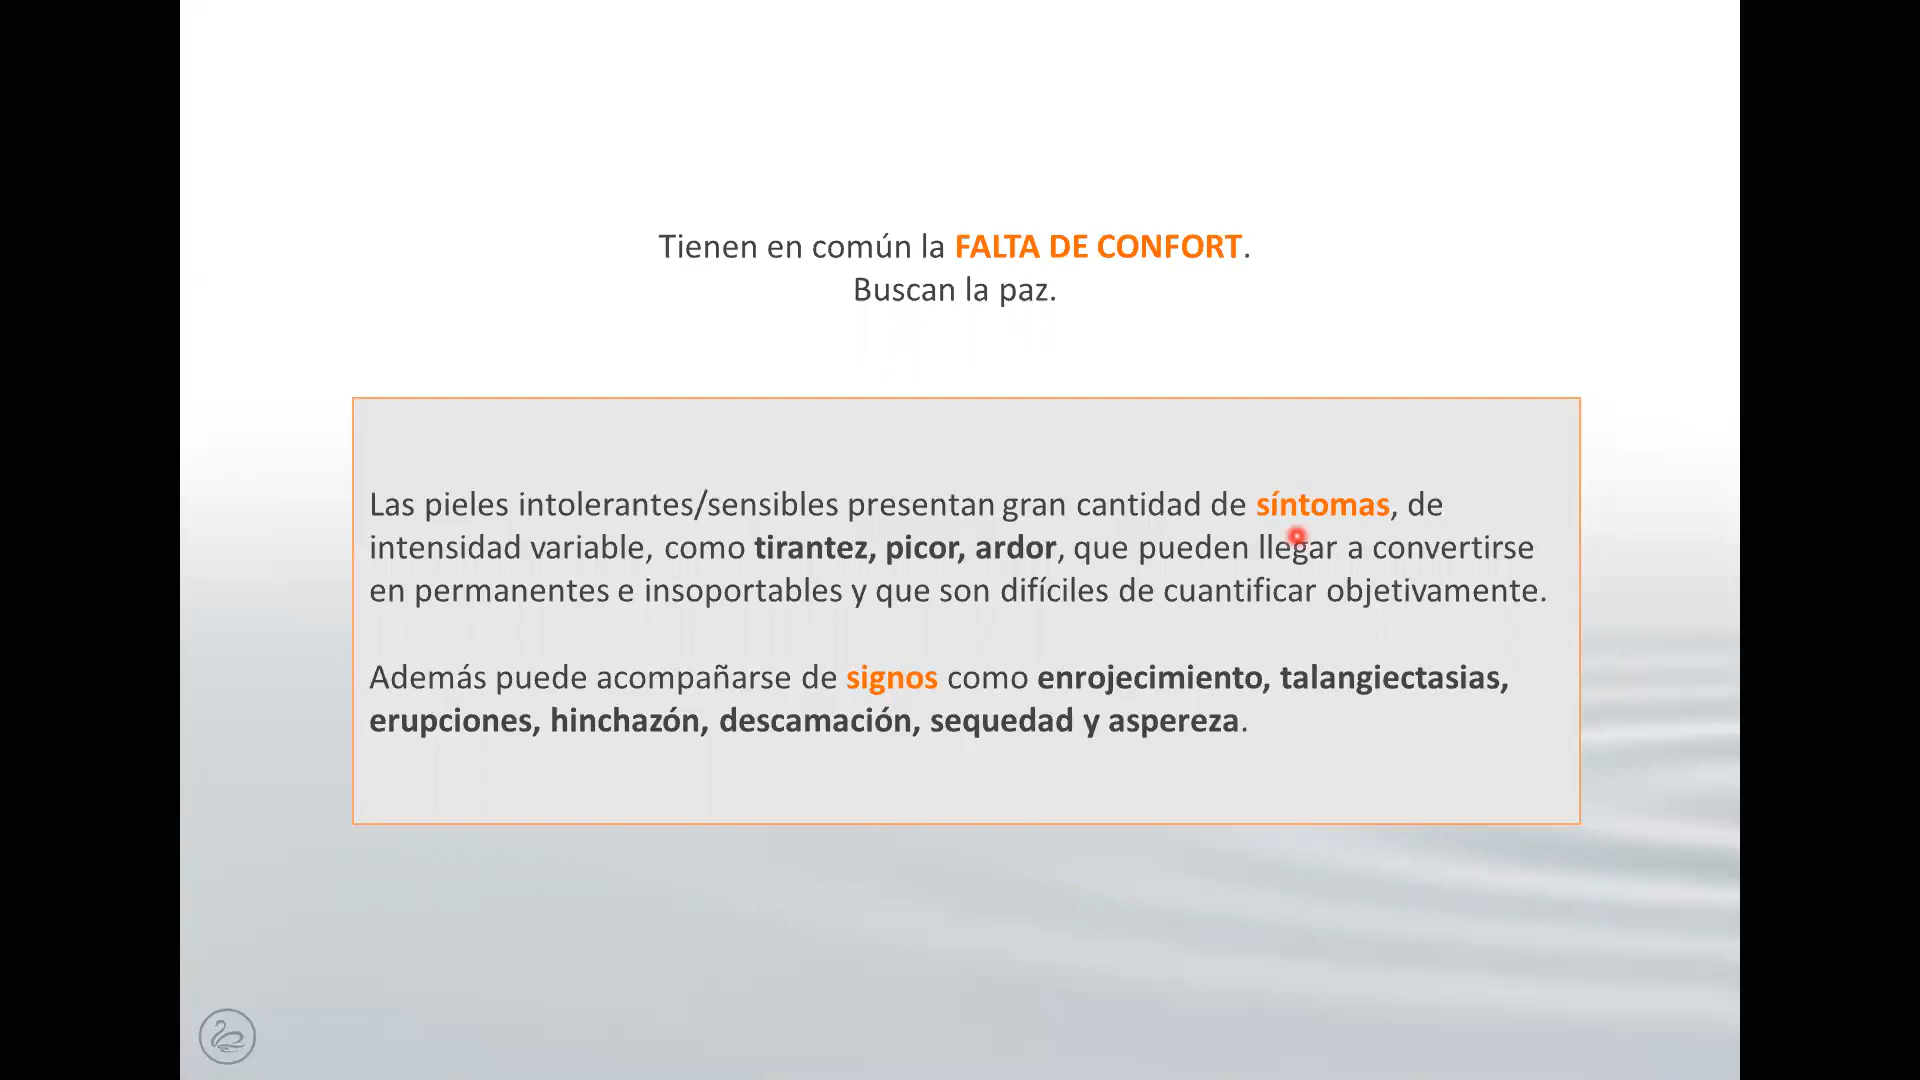 Tienen en común la FALTA DE CONFORT.
Buscan la paz.
Las pieles intolerantes/sensibles presentan gran cantidad de síntomas, de
intensidad variable, como tirantez, picor, ardor, que pueden llegar a convertirse
en permanentes e insoportables y que son difíciles de cuantificar objetivamente.
Además puede acompañarse de signos como enrojecimiento, talangiectasias,
erupciones, hinchazón, descamación, sequedad y aspereza.